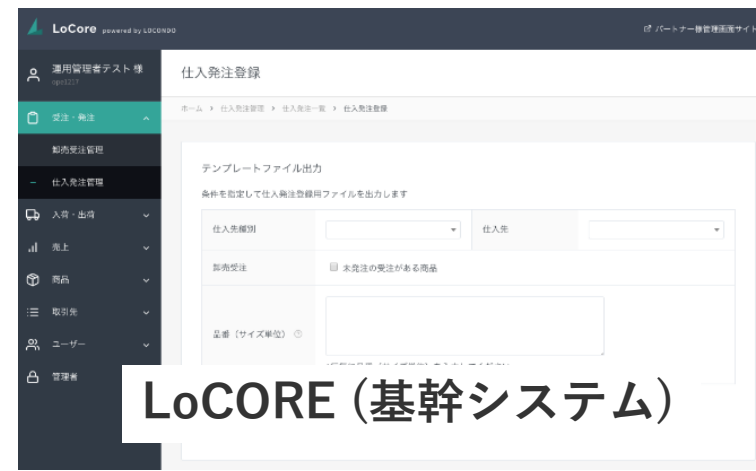 LoCore powered by LOCONDO
パートナー様管理画面サイト
運用管理者テスト 様
仕入発注登録
ホーム > 仕入発注管理 > 仕入発注一覧 > 仕入発注登録
受注・発注
卸売受注管理
仕入発注管理
入荷・出荷
売上
商品
取引先
ユーザー
管理者
テンプレートファイル出力
条件を指定して仕入発注登録用ファイルを出力します
仕入先種別
仕入先
卸売受注
未発注の受注がある商品
品番（サイズ単位）
LoCORE (基幹システム)